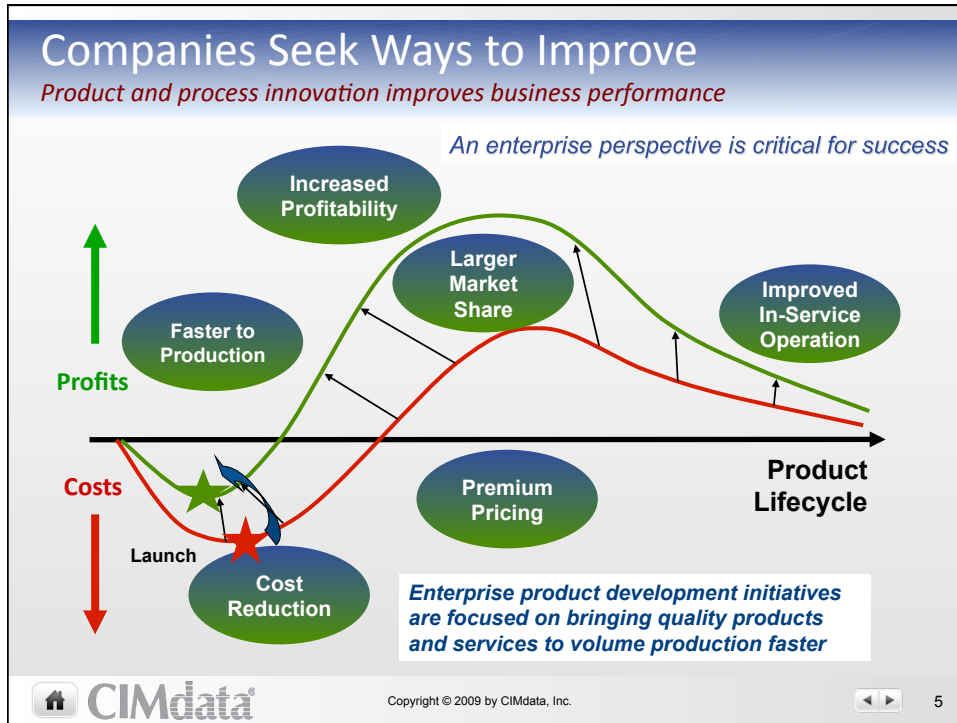 Companies Seek Ways to Improve
Product and process innovation improves business performance
An enterprise perspective is critical for success
Increased
Profitability
Larger
Market
Share
Improved
In-Service
Operation
Faster to
Production
Profits
Costs
Product
Lifecycle
Premium
Pricing
Launch
Cost
Reduction
Enterprise product development initiatives
are focused on bringing quality products
and services to volume production faster
CIMdata®
Copyright © 2009 by CIMdata, Inc.
5